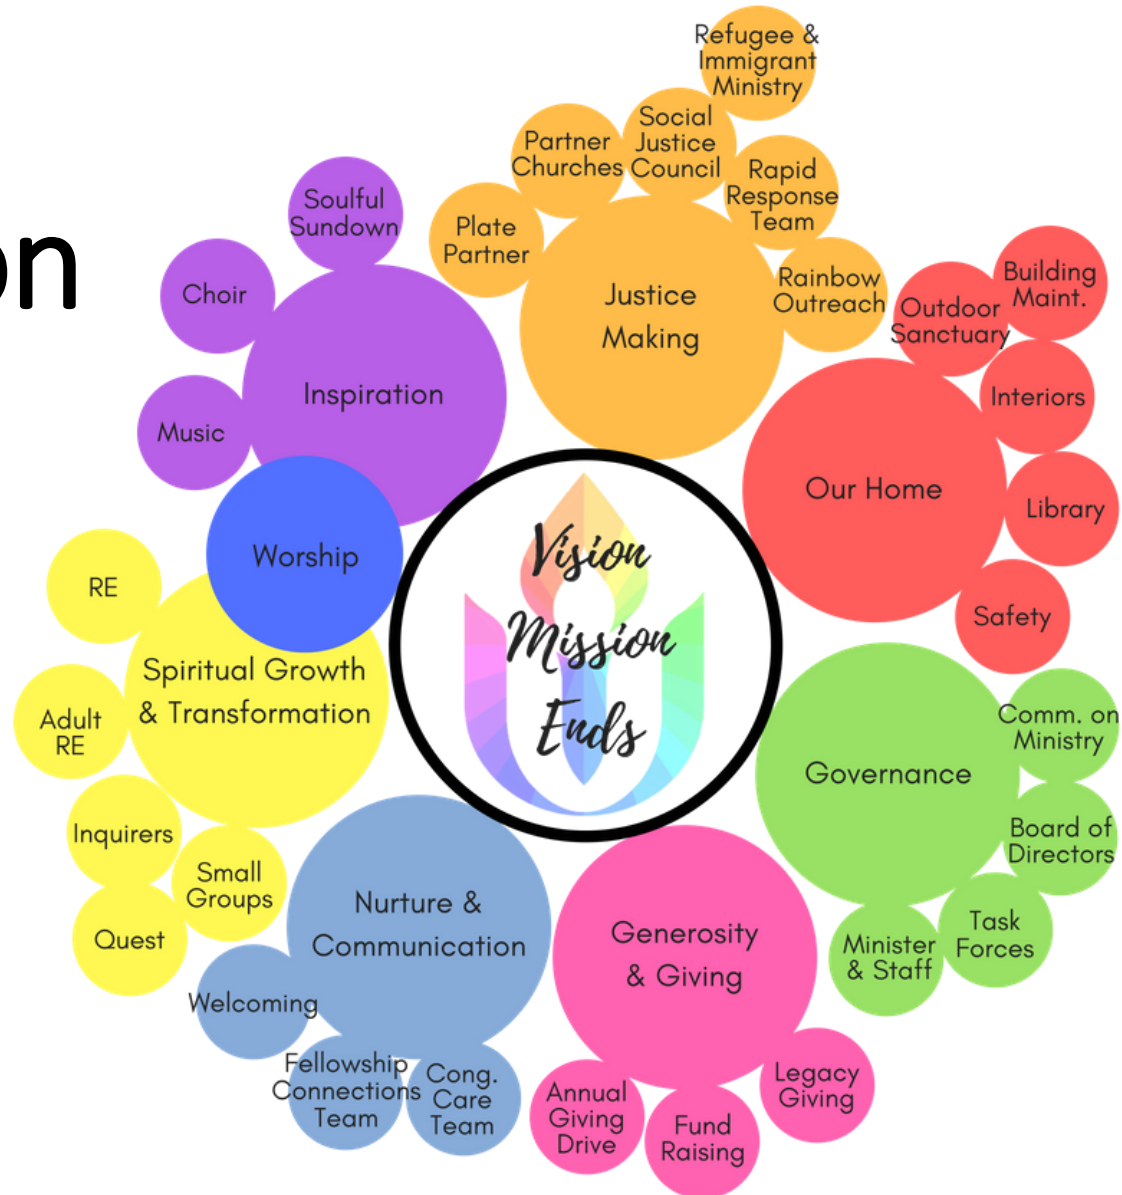 on
Refugee &
Immigrant
Ministry
Social
Justice
Council
Partner
Churches
Rapid
Response
Team
Plate
Partner
Rainbow
Outreach
Justice
Making
Soulful
Sundown
Choir
Music
Inspiration
Worship
Building
Maint.
Outdoor
Sanctuary
Interiors
Library
Safety
Our Home
Vision
Mission
Ends
RE
Adult
RE
Inquirers
Small
Groups
Quest
Spiritual Growth
& Transformation
Comm. on
Ministry
Board of
Directors
Task
Forces
Minister
& Staff
Governance
Nurture &
Communication
Welcoming
Fellowship
Connections
Team
Cong.
Care
Team
Generosity
& Giving
Annual
Giving
Drive
Fund
Raising
Legacy
Giving